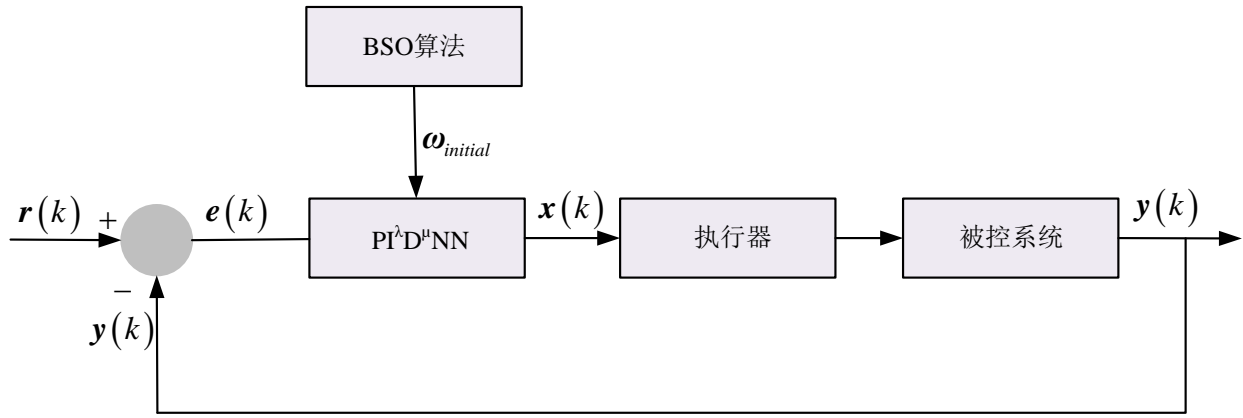 BSO算法
ω_initial
r(k)
+
e(k)
PI^λD^μNN
x(k)
执行器
被控系统
y(k)
−
y(k)